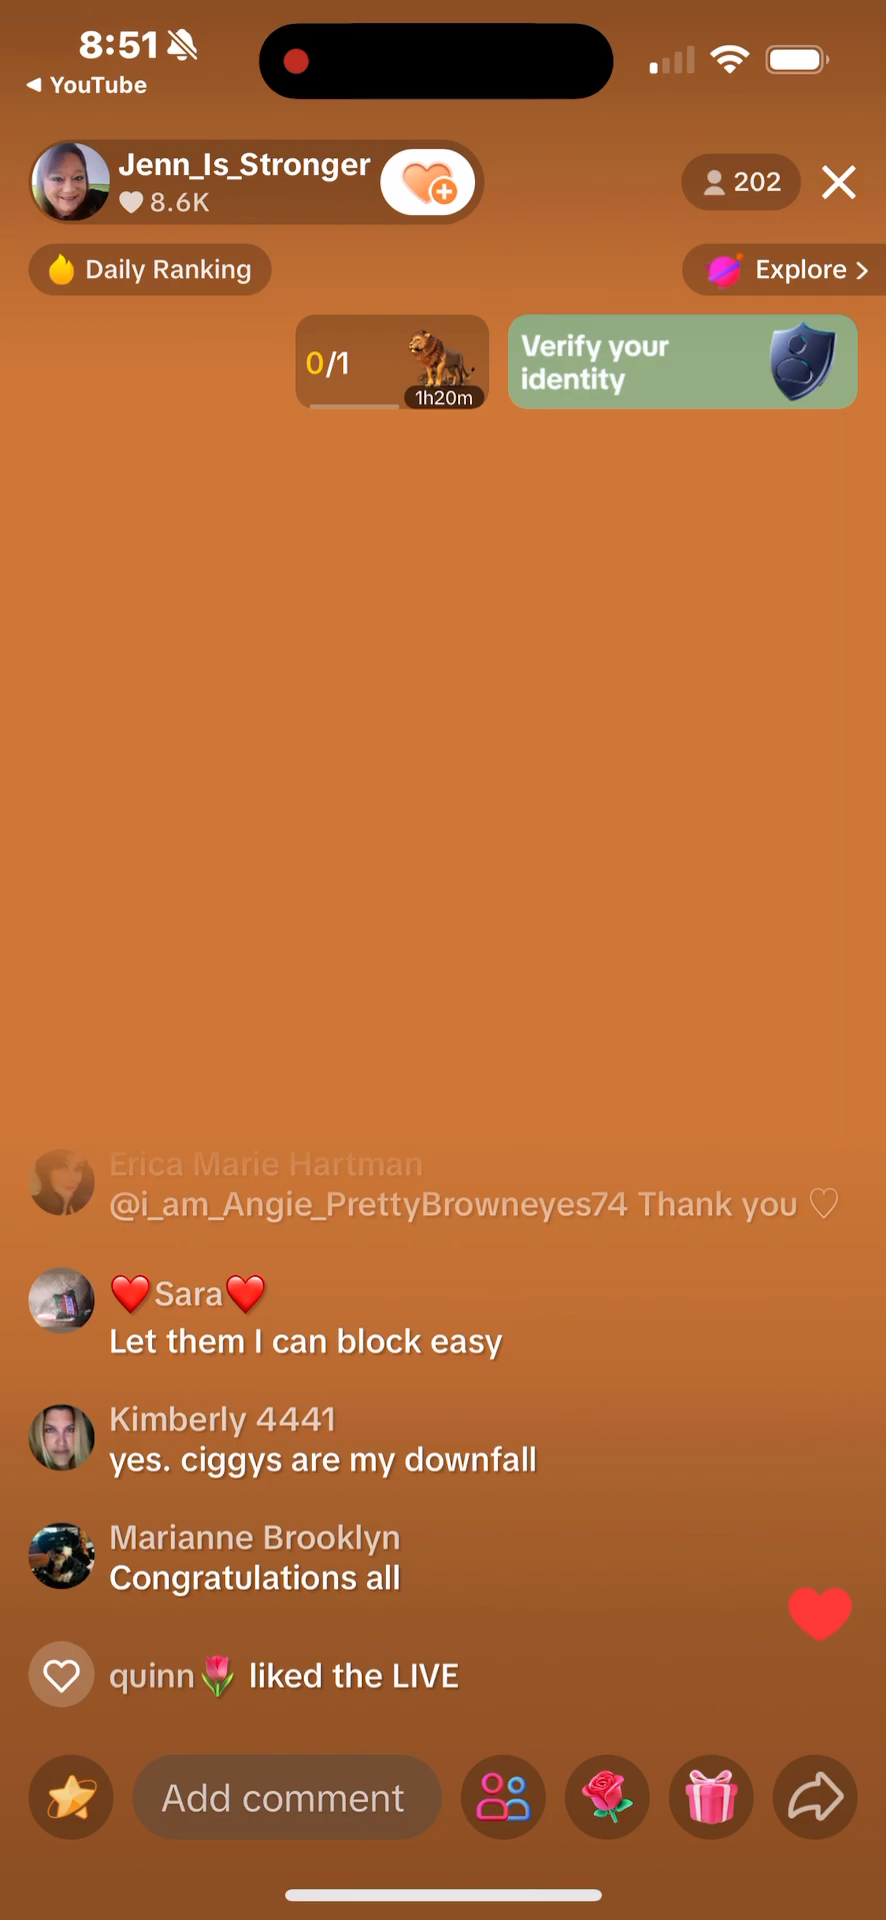 8:51
◀ YouTube
Jenn_Is_Stronger
8.6K
202
Daily Ranking
Explore >
0/1
1h20m
Verify your
identity
Erica Marie Hartman
@i_am_Angie_PrettyBrowneyes74 Thank you ♡
❤️Sara❤️
Let them I can block easy
Kimberly 4441
yes. ciggys are my downfall
Marianne Brooklyn
Congratulations all
quinn🌷 liked the LIVE
Add comment